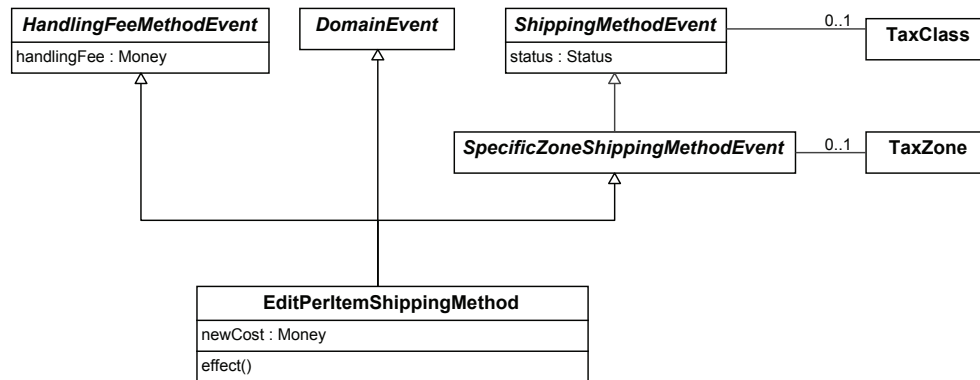 HandlingFeeMethodEvent
handlingFee : Money
DomainEvent
ShippingMethodEvent
status : Status
0..1
TaxClass
SpecificZoneShippingMethodEvent
0..1
TaxZone
EditPerItemShippingMethod
newCost : Money
effect()